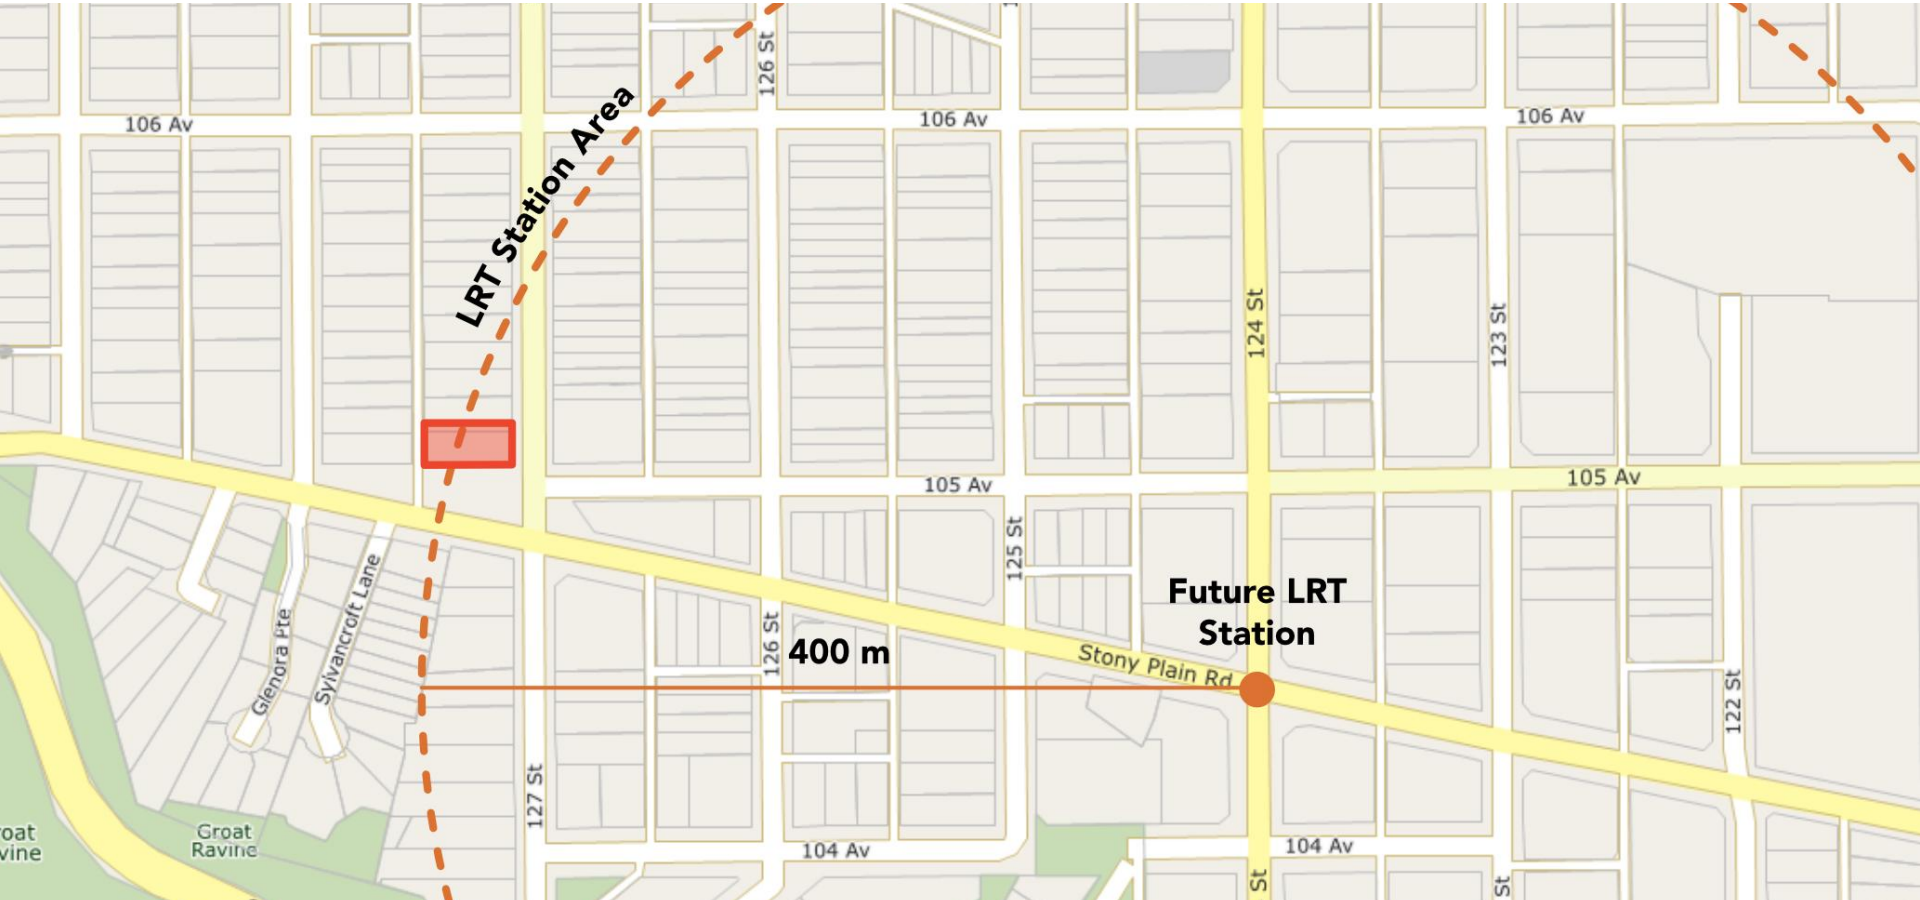 126 St
LRT Station Area
106 Av
106 Av
106 Av
124 St
123 St
105 Av
105 Av
125 St
Future LRT
Station
Glenora Pte
Sylvancroft Lane
126 St
400 m
Stony Plain Rd
122 St
127 St
Groat
Ravine
oat
vine
104 Av
104 Av
St
St